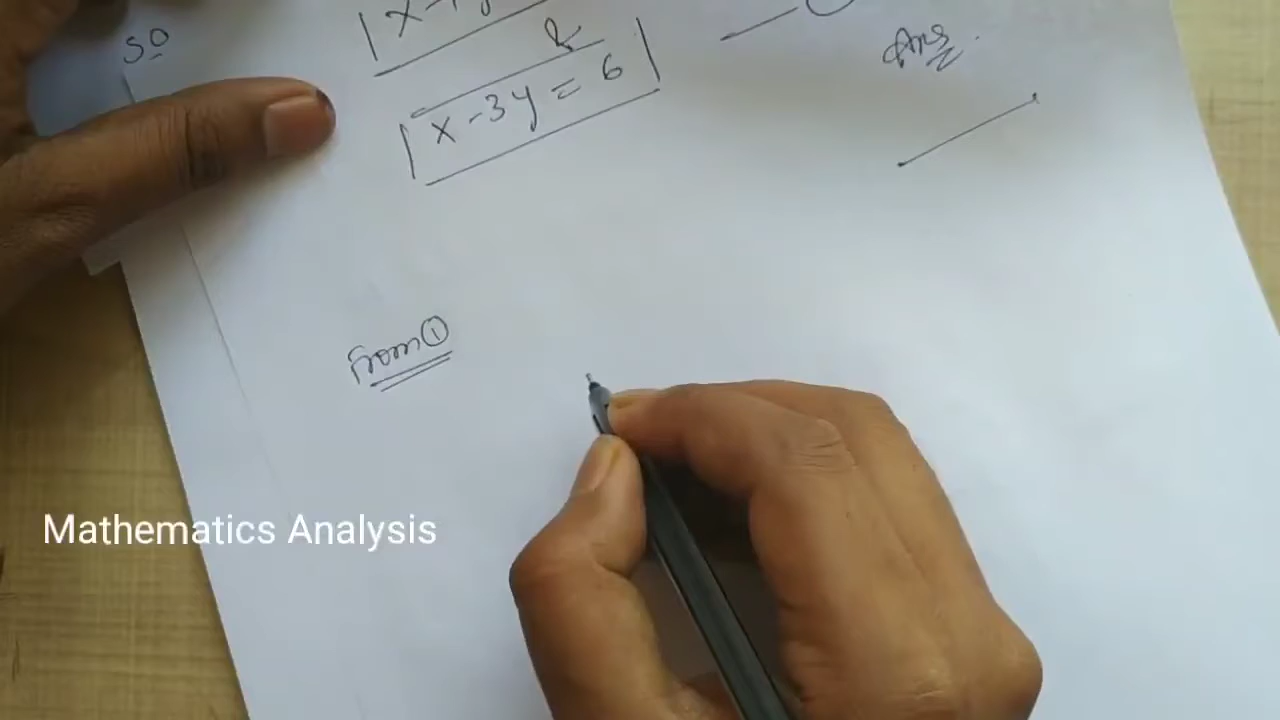 so
&
x - 3y = 6
Ans
From ①
Mathematics Analysis